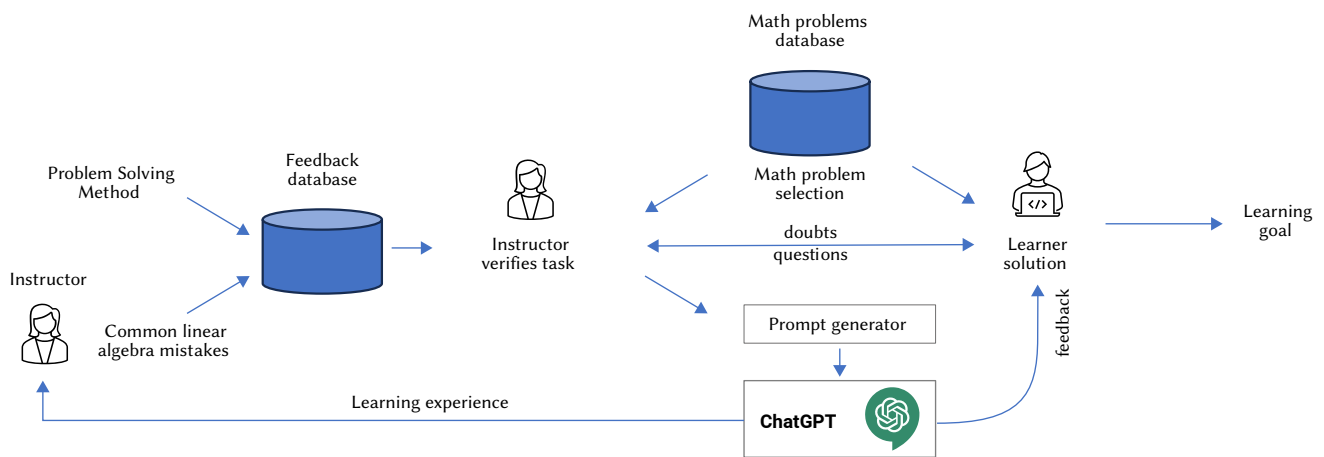 Math problems
database
Problem Solving
Method
Feedback
database
Math problem
selection
Instructor
verifies task
doubts
questions
</>
Learner
solution
Learning
goal
Instructor
Common linear
algebra mistakes
Prompt generator
feedback
Learning experience
ChatGPT